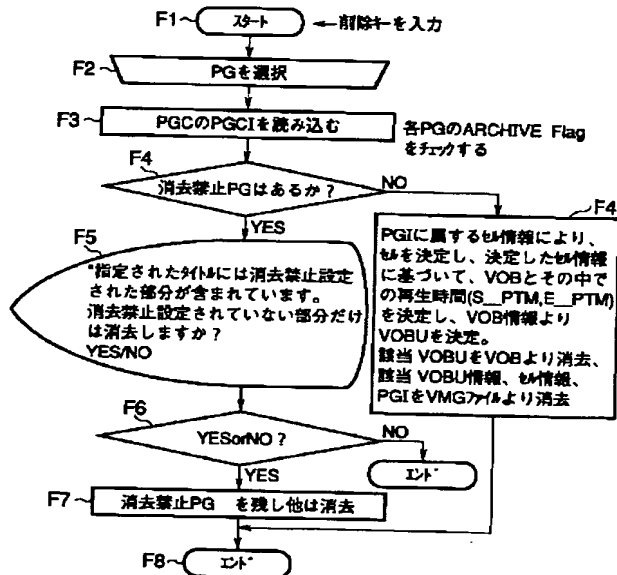 F1 スタート ←削除キーを入力
F2 PGを選択
F3 PGCのPGCIを読み込む
各PGのARCHIVE Flag
をチェックする
F4 消去禁止PGはあるか?
NO
YES
F4
PGIに属するセル情報により、
セルを決定し、決定したセル情報
に基づいて、VOBとその中で
の再生時間(S__PTM,E__PTM)
を決定し、VOB情報より
VOBUを決定。
該当 VOBUをVOBより消去、
該当 VOBU情報、セル情報、
PGIをVMGファイルより消去
F5
"指定されたタイトルには消去禁止設定
された部分が含まれています。
消去禁止設定されていない部分だけ
は消去しますか?
YES/NO
F6 YESorNO?
NO
エンド
YES
F7 消去禁止PG を残し他は消去
F8 エンド